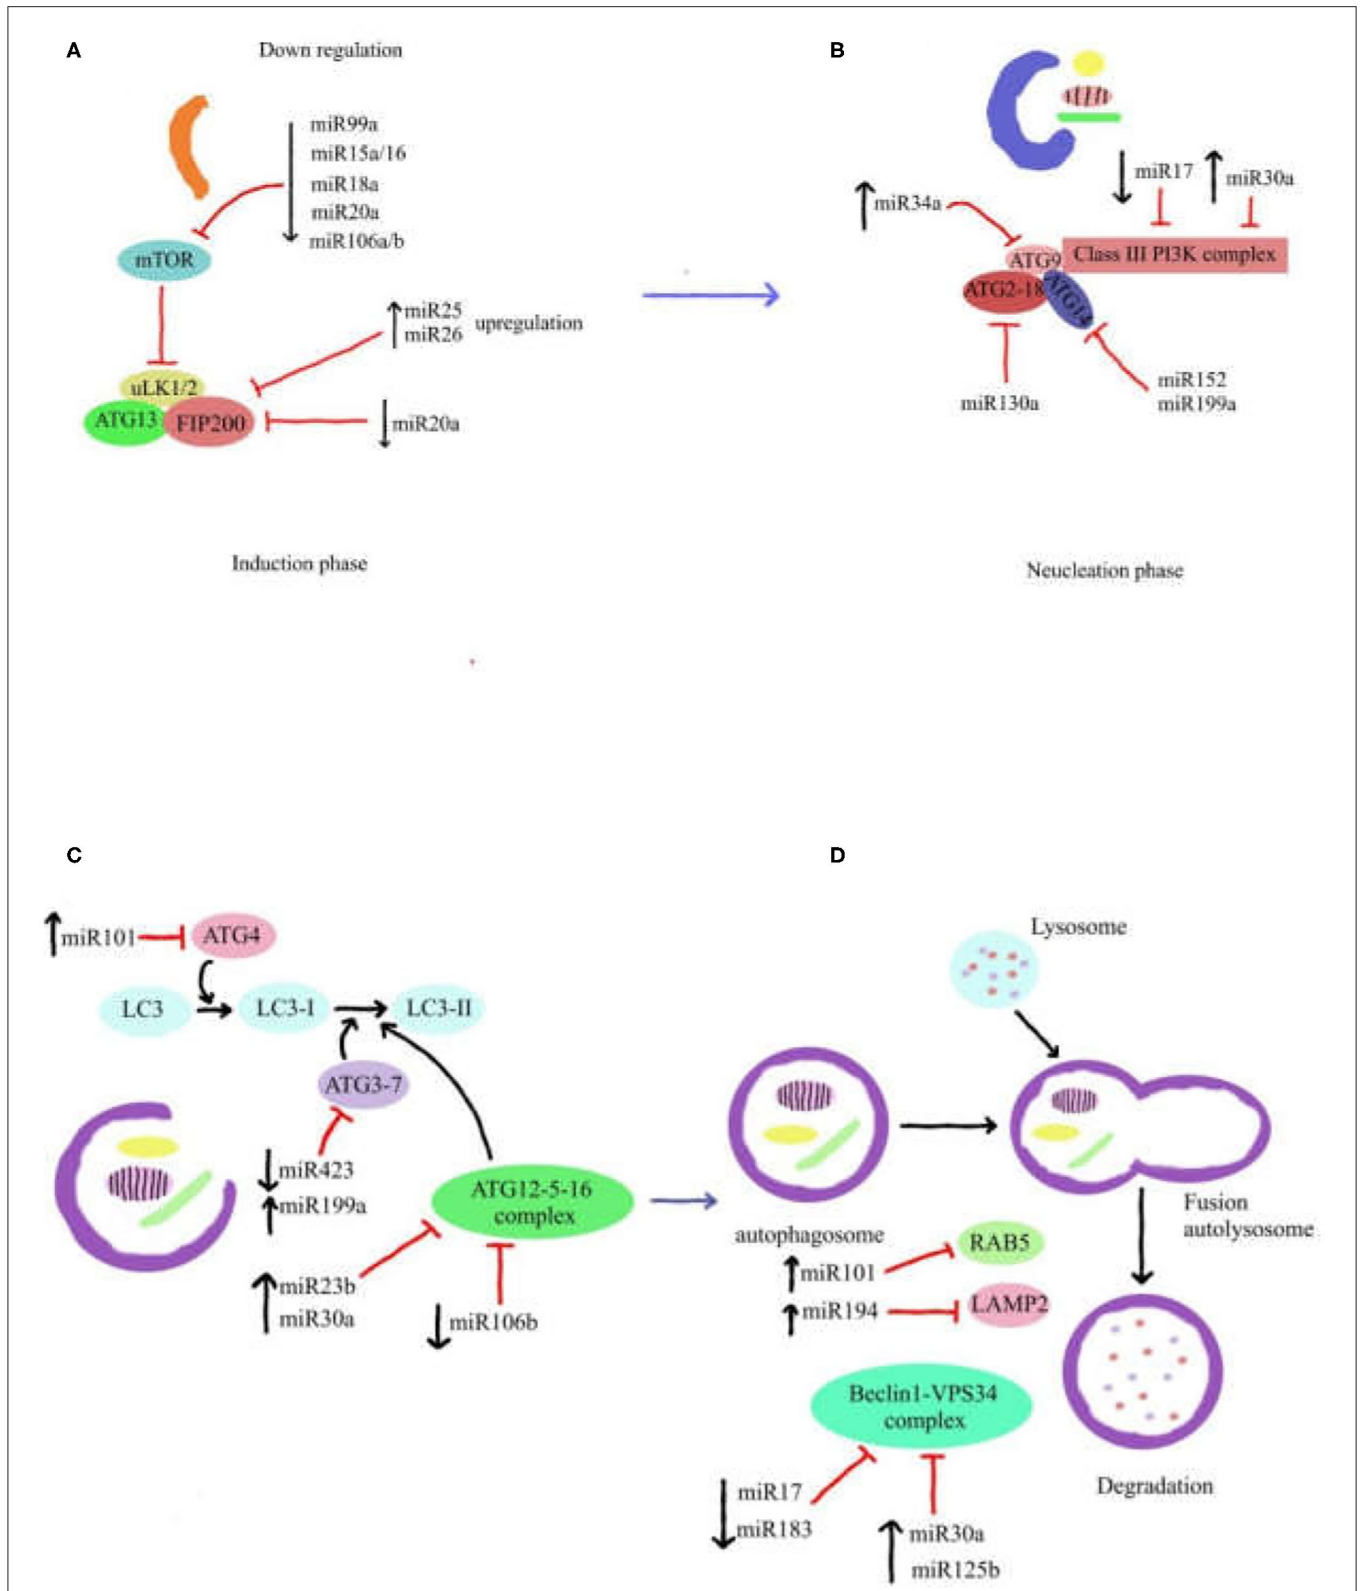 A
Down regulation
miR99a
miR15a/16
miR18a
miR20a
miR106a/b
mTOR
miR25
miR26
upregulation
uLK1/2
ATG13
FIP200
miR20a
Induction phase
B
miR17
miR30a
miR34a
ATG9
Class III PI3K complex
ATG2-18
miR152
miR199a
miR130a
Neucleation phase
C
miR101
ATG4
LC3
LC3-I
LC3-II
ATG3-7
miR423
miR199a
ATG12-5-16
complex
miR23b
miR30a
miR106b
D
Lysosome
Fusion
autolysosome
autophagosome
miR101
RAB5
miR194
LAMP2
Beclin1-VPS34
complex
Degradation
miR17
miR183
miR30a
miR125b